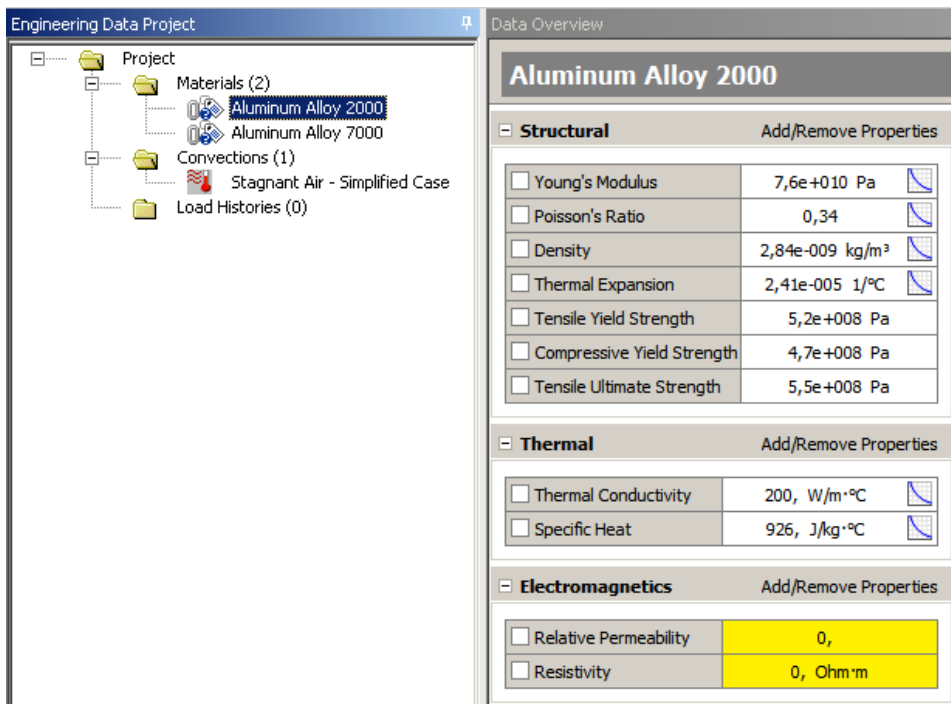 Engineering Data Project
Project
Materials (2)
Aluminum Alloy 2000
Aluminum Alloy 7000
Convections (1)
Stagnant Air - Simplified Case
Load Histories (0)
Data Overview
Aluminum Alloy 2000
Structural Add/Remove Properties
Young's Modulus 7,6e+010 Pa
Poisson's Ratio 0,34
Density 2,84e-009 kg/m³
Thermal Expansion 2,41e-005 1/°C
Tensile Yield Strength 5,2e+008 Pa
Compressive Yield Strength 4,7e+008 Pa
Tensile Ultimate Strength 5,5e+008 Pa
Thermal Add/Remove Properties
Thermal Conductivity 200, W/m·°C
Specific Heat 926, J/kg·°C
Electromagnetics Add/Remove Properties
Relative Permeability 0,
Resistivity 0, Ohm·m